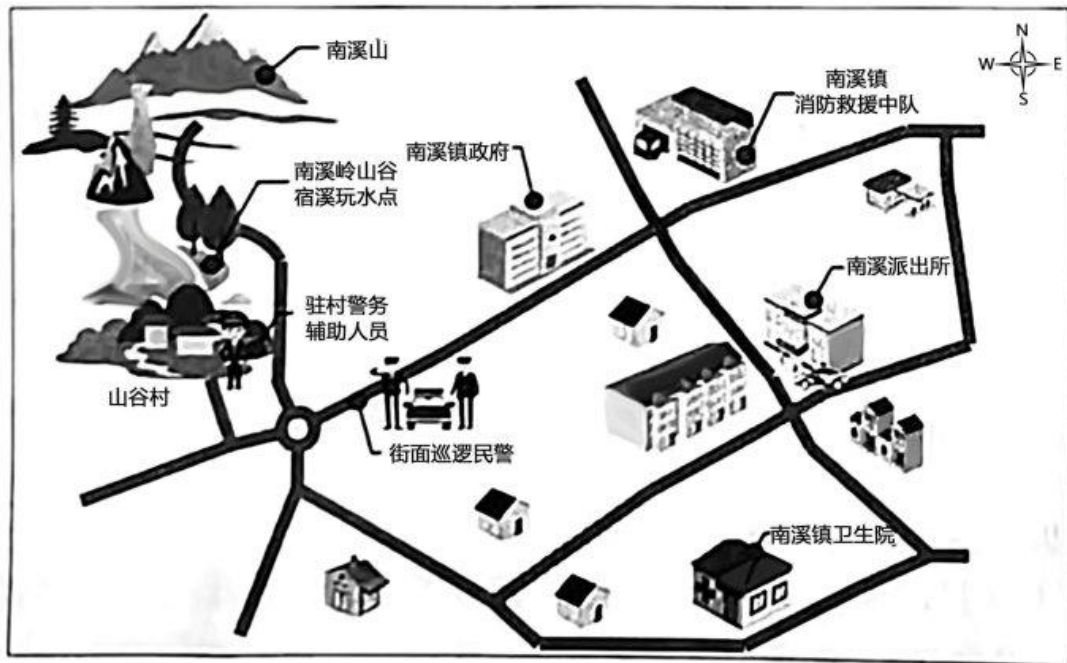 南溪山
N
W E
S
南溪镇
消防救援中队
南溪镇政府
南溪岭山谷
宿溪玩水点
南溪派出所
驻村警务
辅助人员
山谷村
街面巡逻民警
南溪镇卫生院